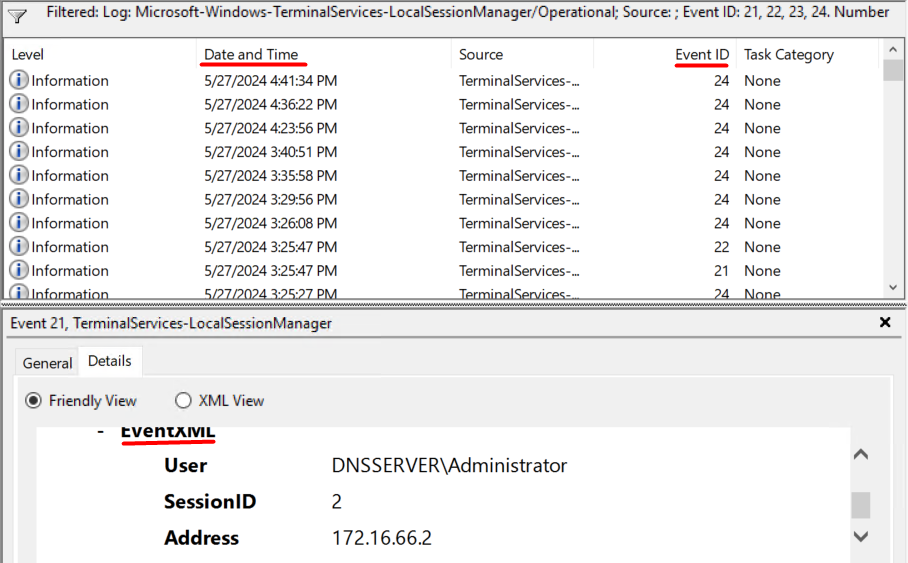 Filtered: Log: Microsoft-Windows-TerminalServices-LocalSessionManager/Operational; Source: ; Event ID: 21, 22, 23, 24. Number
Level Date and Time Source Event ID Task Category
Information 5/27/2024 4:41:34 PM TerminalServices-... 24 None
Information 5/27/2024 4:36:22 PM TerminalServices-... 24 None
Information 5/27/2024 4:23:56 PM TerminalServices-... 24 None
Information 5/27/2024 3:40:51 PM TerminalServices-... 24 None
Information 5/27/2024 3:35:58 PM TerminalServices-... 24 None
Information 5/27/2024 3:29:56 PM TerminalServices-... 24 None
Information 5/27/2024 3:26:08 PM TerminalServices-... 24 None
Information 5/27/2024 3:25:47 PM TerminalServices-... 22 None
Information 5/27/2024 3:25:47 PM TerminalServices-... 21 None
Information 5/27/2024 3:25:27 PM TerminalServices-... 24 None
Event 21, TerminalServices-LocalSessionManager
General Details
Friendly View XML View
- EventXML
User DNSSERVER\Administrator
SessionID 2
Address 172.16.66.2